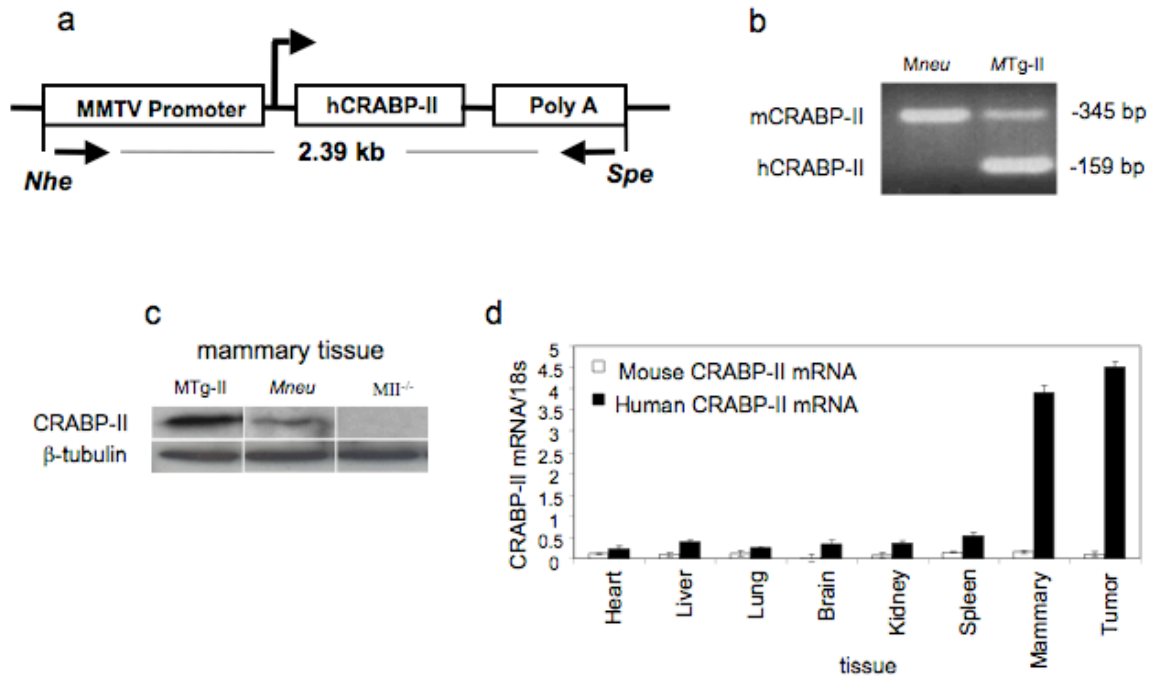 a
MMTV Promoter
hCRABP-II
Poly A
2.39 kb
Nhe
Spe
b
Mneu MTg-II
mCRABP-II -345 bp
hCRABP-II -159 bp
c
mammary tissue
MTg-II Mneu MII-/-
CRABP-II
β-tubulin
d
CRABP-II mRNA/18s
5
4.5
4
3.5
3
2.5
2
1.5
1
0.5
0
Mouse CRABP-II mRNA
Human CRABP-II mRNA
Heart
Liver
Lung
Brain
Kidney
Spleen
Mammary
Tumor
tissue